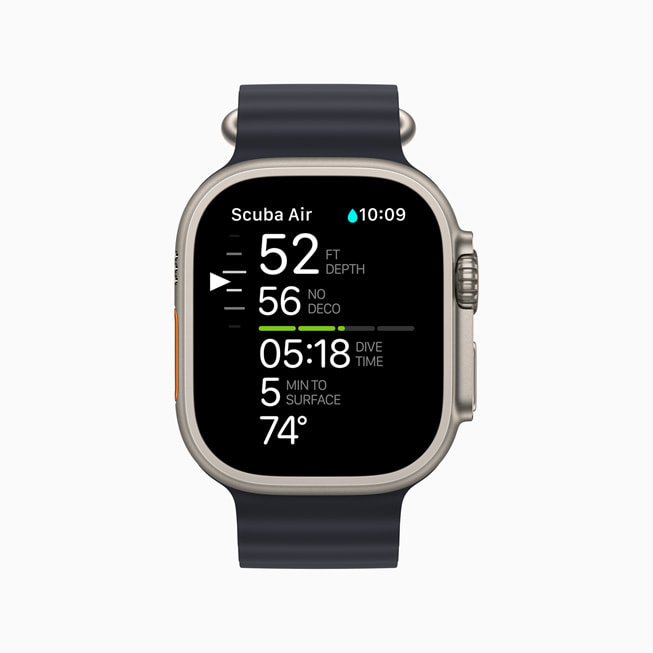 Scuba Air 10:09
52 FT
DEPTH
56 NO
DECO
05:18 DIVE
TIME
5 MIN TO
SURFACE
74°